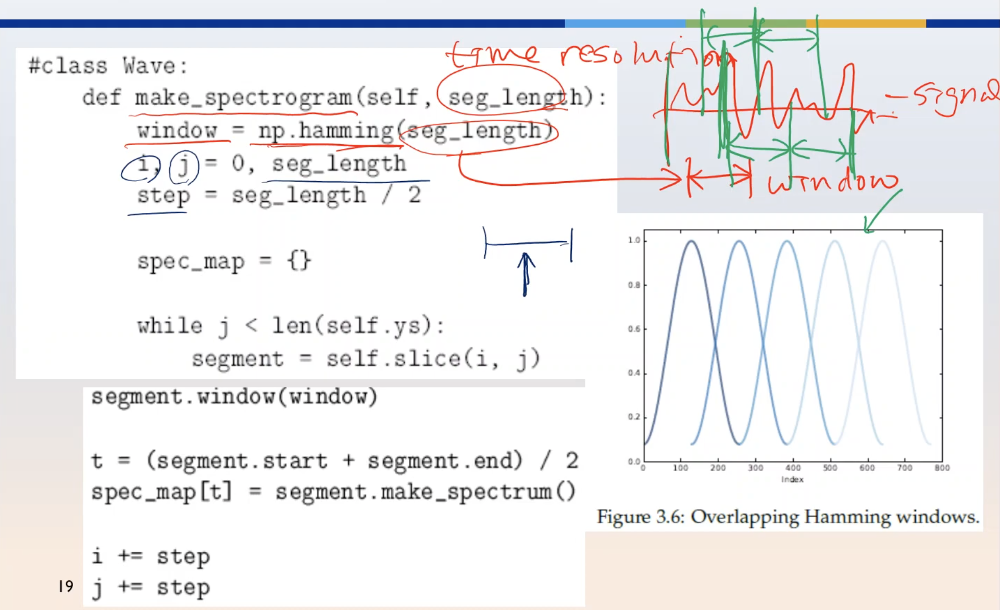 time resolution
signal
window
#class Wave:
def make_spectrogram(self, seg_length):
window = np.hamming(seg_length)
i, j = 0, seg_length
step = seg_length / 2
spec_map = {}
while j < len(self.ys):
segment = self.slice(i, j)
segment.window(window)
t = (segment.start + segment.end) / 2
spec_map[t] = segment.make_spectrum()
i += step
j += step
19
1.0
0.8
0.6
0.4
0.2
0.0
0 100 200 300 400 500 600 700 800
Index
Figure 3.6: Overlapping Hamming windows.